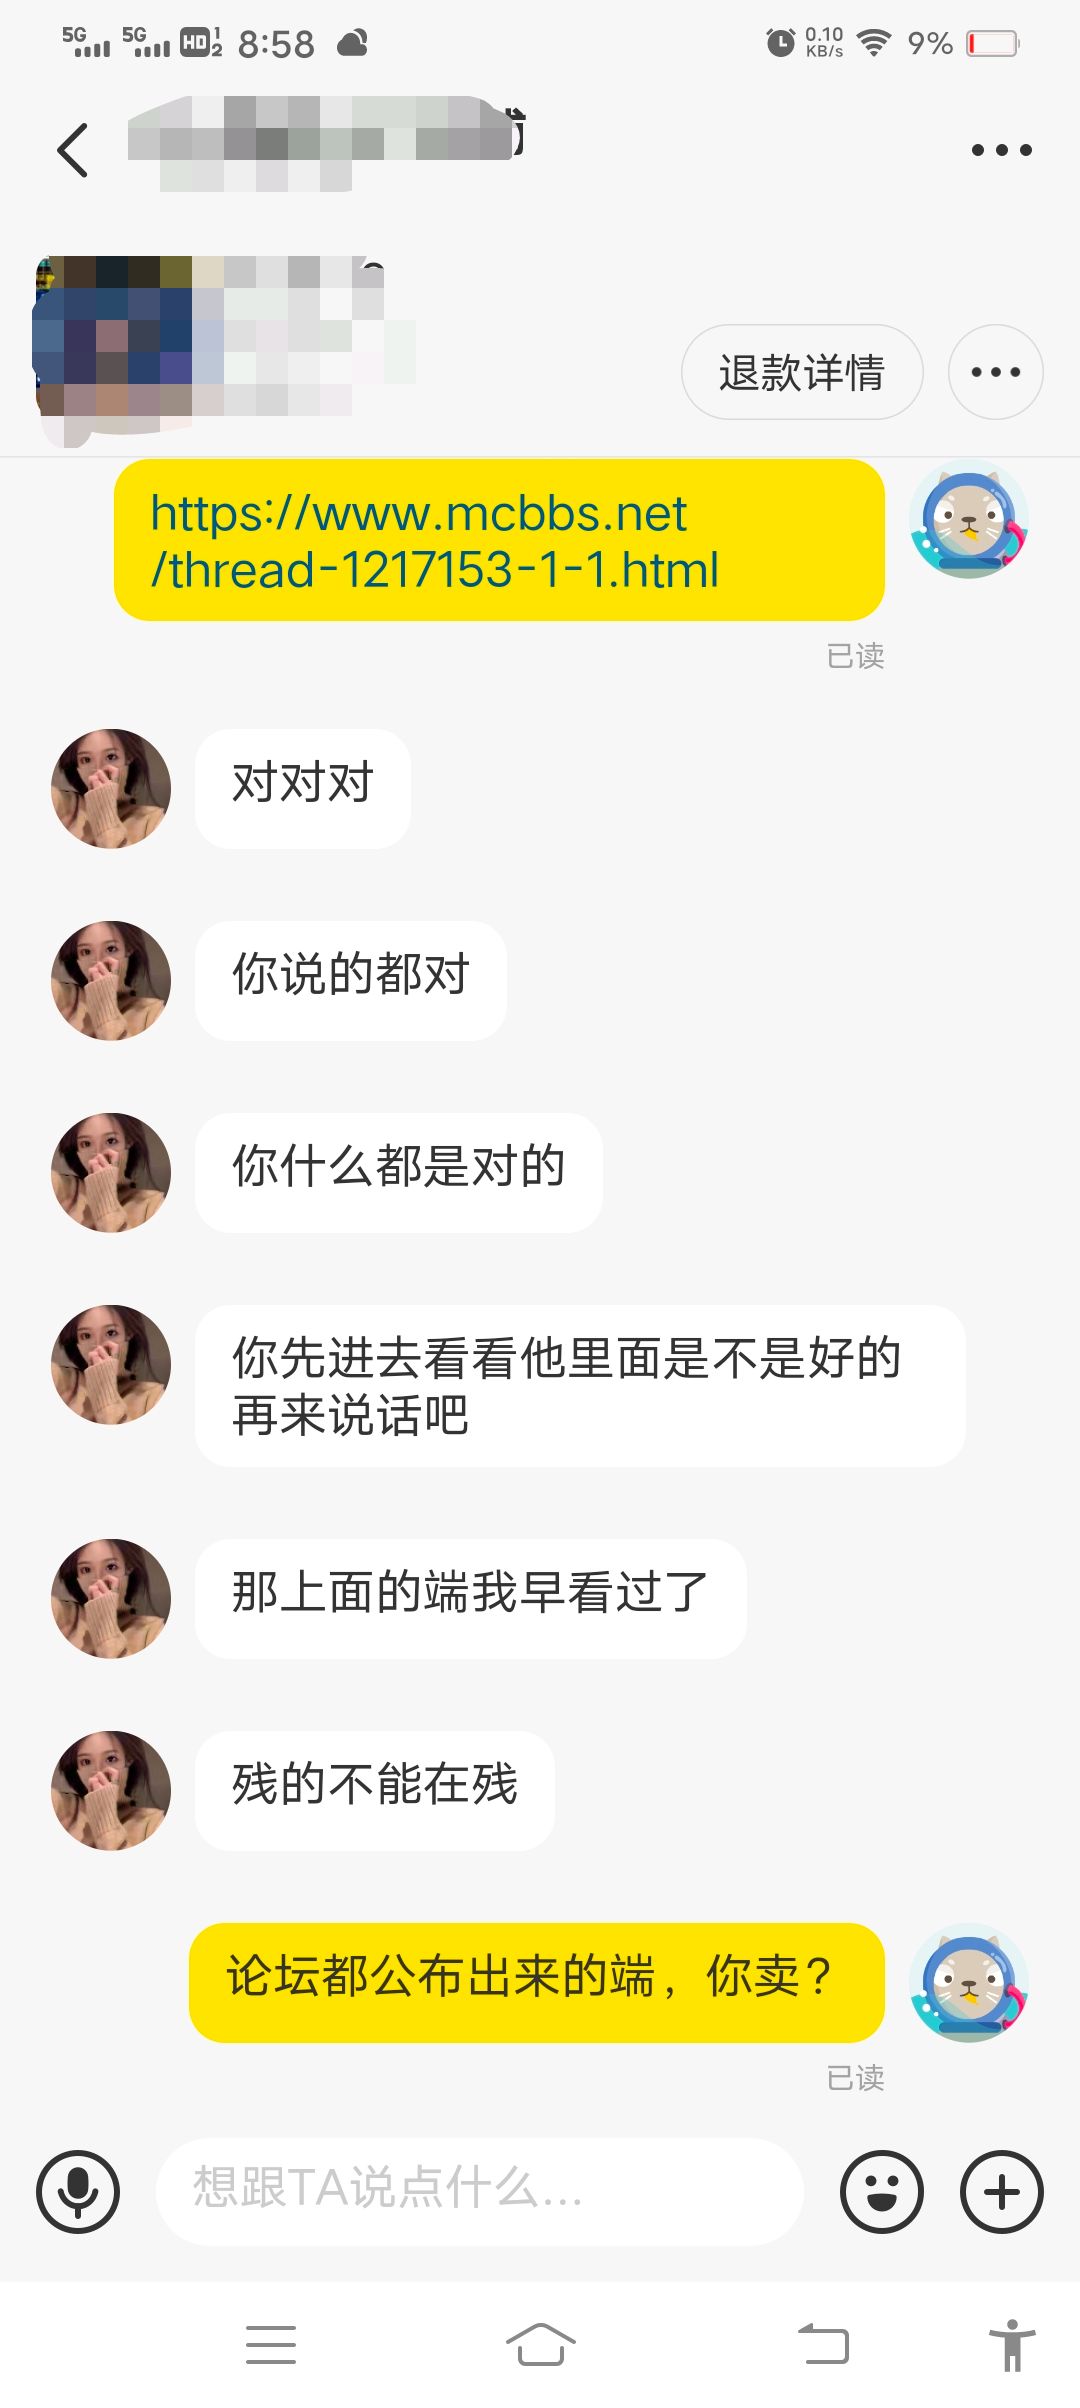 5G 5G HD 1 2 8:58 0.10 KB/s 9%
退款详情
https://www.mcbbs.net
/thread-1217153-1-1.html
已读
对对对
你说的都对
你什么都是对的
你先进去看看他里面是不是好的
再来说话吧
那上面的端我早看过了
残的不能在残
论坛都公布出来的端，你卖？
已读
想跟TA说点什么...